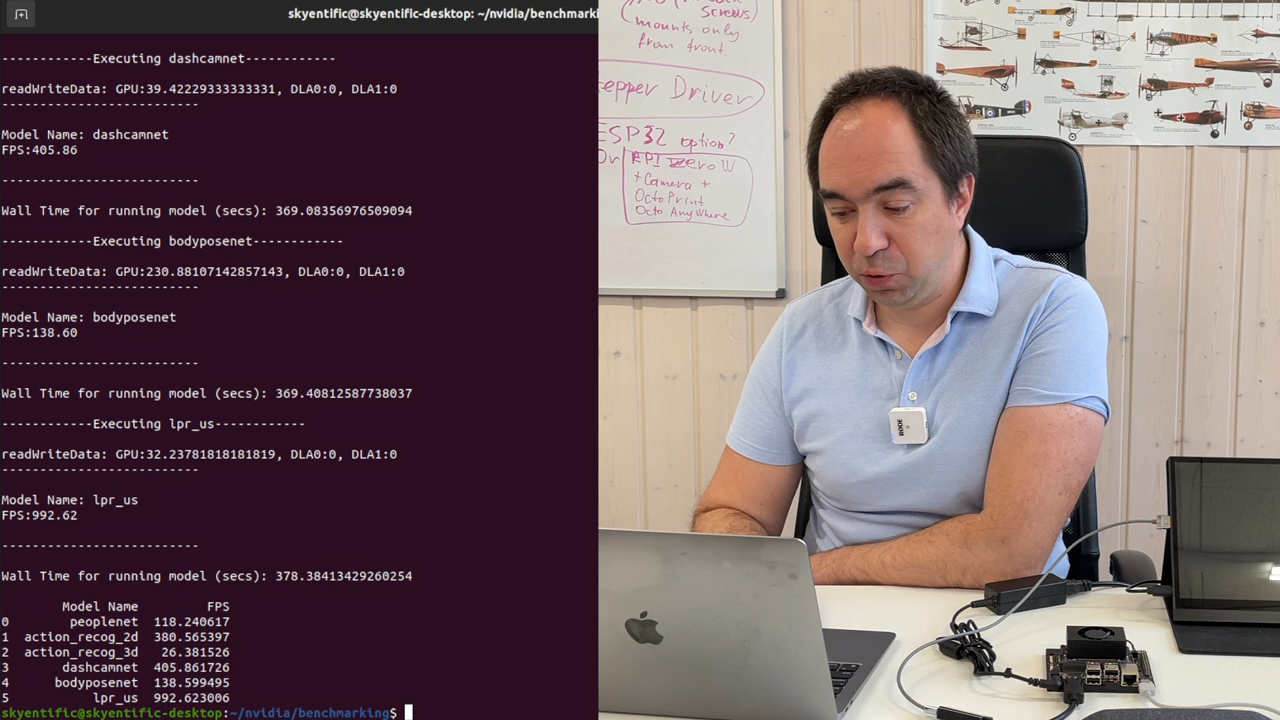 skyentific@skyentific-desktop: ~/nvidia/benchmarki
------------Executing dashcamnet------------
readWriteData: GPU:39.42229333333331, DLA0:0, DLA1:0
--------------------------
Model Name: dashcamnet
FPS:405.86
--------------------------
Wall Time for running model (secs): 369.08356976509094
------------Executing bodyposenet------------
readWriteData: GPU:230.88107142857143, DLA0:0, DLA1:0
--------------------------
Model Name: bodyposenet
FPS:138.60
--------------------------
Wall Time for running model (secs): 369.40812587738037
------------Executing lpr_us------------
readWriteData: GPU:32.23781818181819, DLA0:0, DLA1:0
--------------------------
Model Name: lpr_us
FPS:992.62
--------------------------
Wall Time for running model (secs): 378.38413429260254
Model Name FPS
0 peoplenet 118.240617
1 action_recog_2d 380.565397
2 action_recog_3d 26.381526
3 dashcamnet 405.861726
4 bodyposenet 138.599495
5 lpr_us 992.623006
skyentific@skyentific-desktop:~/nvidia/benchmarking$
screws)
mounts only
from front
epper Driver
ESP32 option?
Or RPI Zero W
+ Camera +
OctoPrint
Octo AnyWhere
RØDE